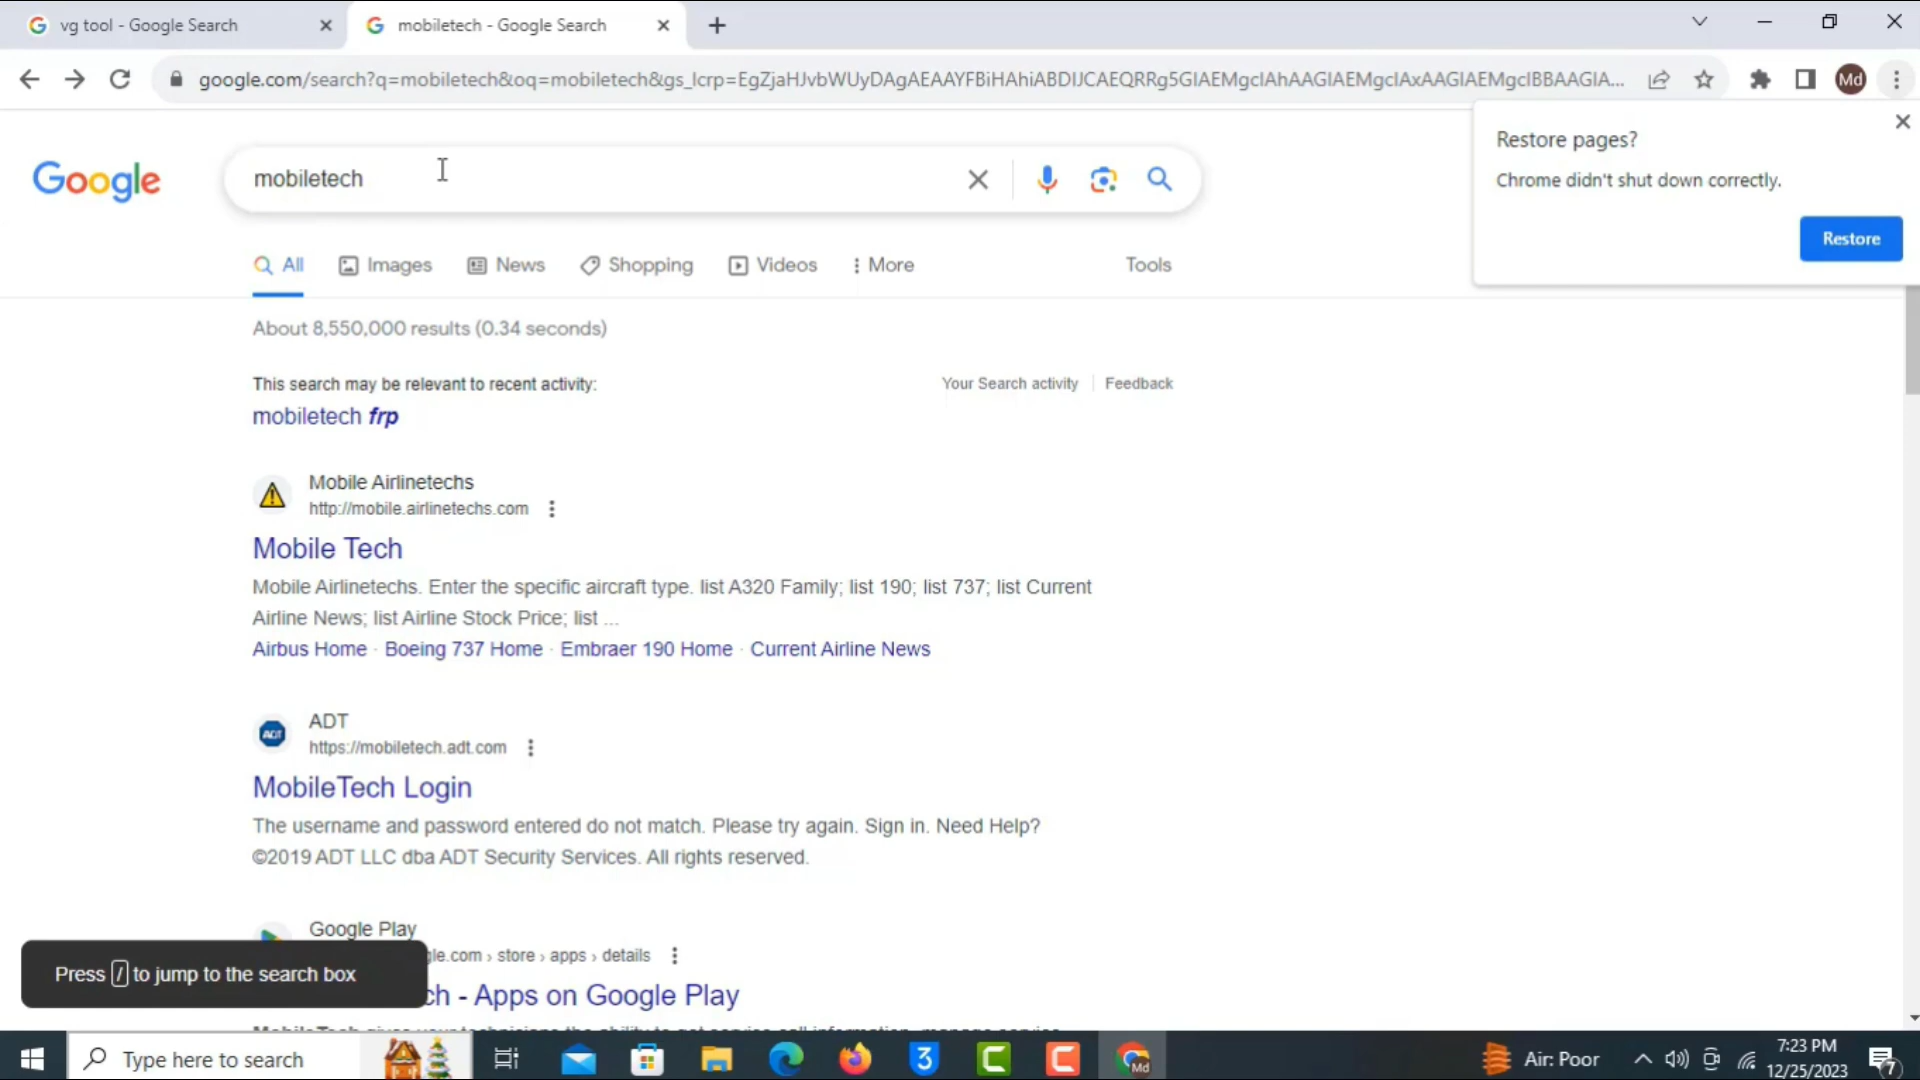 vg tool - Google Search
mobiletech - Google Search
google.com/search?q=mobiletech&oq=mobiletech&gs_lcrp=EgZjaHJvbWUyDAgAEAAYFBiHAhiABDIJCAEQRRg5GIAEMgcIAhAAGIAEMgcIAxAAGIAEMgcIBBAAGIA...
Md
Restore pages?
Chrome didn't shut down correctly.
Restore
Google
mobiletech
All
Images
News
Shopping
Videos
More
Tools
About 8,550,000 results (0.34 seconds)
This search may be relevant to recent activity:
Your Search activity
Feedback
mobiletech frp
Mobile Airlinetechs
http://mobile.airlinetechs.com
Mobile Tech
Mobile Airlinetechs. Enter the specific aircraft type. list A320 Family; list 190; list 737; list Current
Airline News; list Airline Stock Price; list ...
Airbus Home · Boeing 737 Home · Embraer 190 Home · Current Airline News
ADT
ADT
https://mobiletech.adt.com
MobileTech Login
The username and password entered do not match. Please try again. Sign in. Need Help?
©2019 ADT LLC dba ADT Security Services. All rights reserved.
Google Play
gle.com › store › apps › details
ch - Apps on Google Play
Press / to jump to the search box
Type here to search
3
Md
Air: Poor
7:23 PM
12/25/2023
7